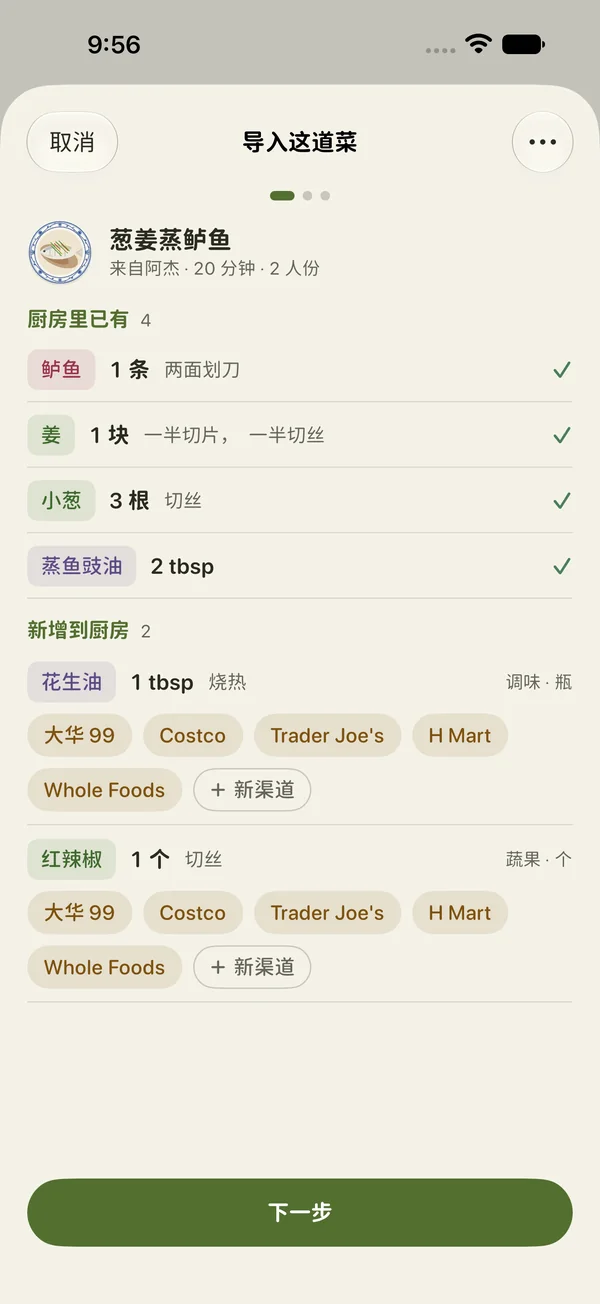 9:56
取消 导入这道菜
葱姜蒸鲈鱼
来自阿杰 · 20 分钟 · 2 人份
厨房里已有 4
鲈鱼 1 条 两面划刀
姜 1 块 一半切片， 一半切丝
小葱 3 根 切丝
蒸鱼豉油 2 tbsp
新增到厨房 2
花生油 1 tbsp 烧热 调味 · 瓶
大华 99 Costco Trader Joe's H Mart
Whole Foods + 新渠道
红辣椒 1 个 切丝 蔬果 · 个
大华 99 Costco Trader Joe's H Mart
Whole Foods + 新渠道
下一步